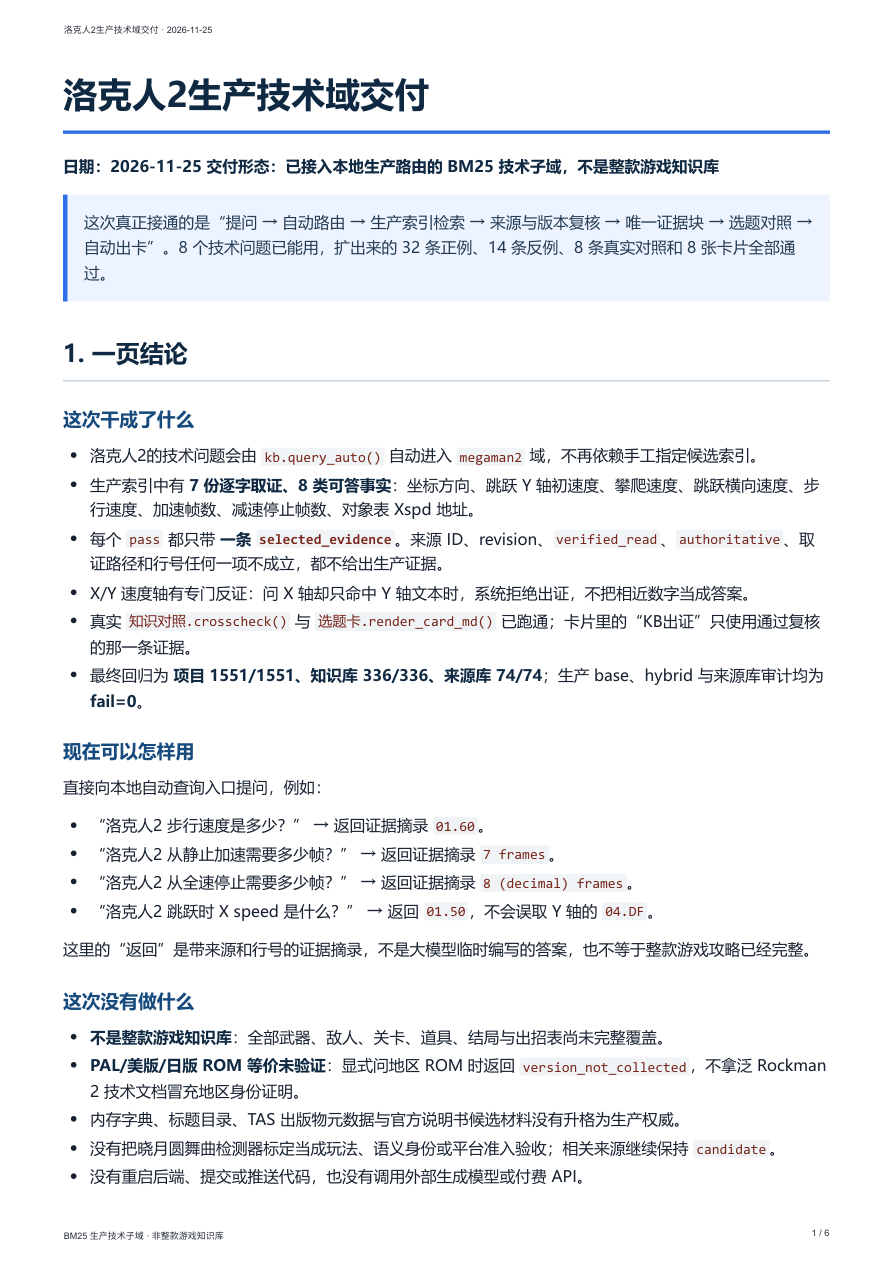 洛克人2生产技术域交付 · 2026-11-25
洛克人2生产技术域交付
日期：2026-11-25 交付形态：已接入本地生产路由的 BM25 技术子域，不是整款游戏知识库
这次真正接通的是“提问 → 自动路由 → 生产索引检索 → 来源与版本复核 → 唯一证据块 → 选题对照 →
自动出卡”。8 个技术问题已能用，扩出来的 32 条正例、14 条反例、8 条真实对照和 8 张卡片全部通
过。
1. 一页结论
这次干成了什么
• 洛克人2的技术问题会由 kb.query_auto() 自动进入 megaman2 域，不再依赖手工指定候选索引。
• 生产索引中有 7 份逐字取证、8 类可答事实：坐标方向、跳跃 Y 轴初速度、攀爬速度、跳跃横向速度、步
行速度、加速帧数、减速停止帧数、对象表 Xspd 地址。
• 每个 pass 都只带 一条 selected_evidence。来源 ID、revision、verified_read、authoritative、取
证路径和行号任何一项不成立，都不给出生产证据。
• X/Y 速度轴有专门反证：问 X 轴却只命中 Y 轴文本时，系统拒绝出证，不把相近数字当成答案。
• 真实 知识对照.crosscheck() 与 选题卡.render_card_md() 已跑通；卡片里的“KB出证”只使用通过复核
的那一条证据。
• 最终回归为 项目 1551/1551、知识库 336/336、来源库 74/74；生产 base、hybrid 与来源库审计均为
fail=0。
现在可以怎样用
直接向本地自动查询入口提问，例如：
• “洛克人2 步行速度是多少？” → 返回证据摘录 01.60。
• “洛克人2 从静止加速需要多少帧？” → 返回证据摘录 7 frames。
• “洛克人2 从全速停止需要多少帧？” → 返回证据摘录 8 (decimal) frames。
• “洛克人2 跳跃时 X speed 是什么？” → 返回 01.50，不会误取 Y 轴的 04.DF。
这里的“返回”是带来源和行号的证据摘录，不是大模型临时编写的答案，也不等于整款游戏攻略已经完整。
这次没有做什么
• 不是整款游戏知识库：全部武器、敌人、关卡、道具、结局与出招表尚未完整覆盖。
• PAL/美版/日版 ROM 等价未验证：显式问地区 ROM 时返回 version_not_collected，不拿泛 Rockman
2 技术文档冒充地区身份证明。
• 内存字典、标题目录、TAS 出版物元数据与官方说明书候选材料没有升格为生产权威。
• 没有把晓月圆舞曲检测器标定当成玩法、语义身份或平台准入验收；相关来源继续保持 candidate。
• 没有重启后端、提交或推送代码，也没有调用外部生成模型或付费 API。
BM25 生产技术子域 · 非整款游戏知识库
1 / 6